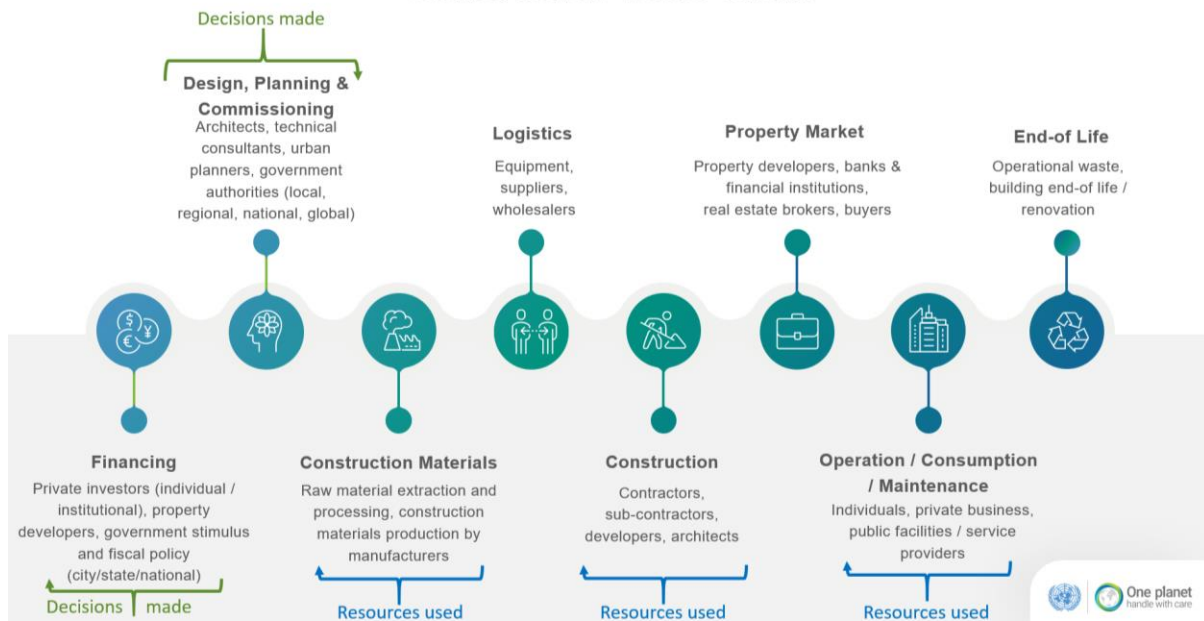 Decisions made
Design, Planning &
Commissioning
Architects, technical
consultants, urban
planners, government
authorities (local,
regional, national, global)
Logistics
Equipment,
suppliers,
wholesalers
Property Market
Property developers, banks &
financial institutions,
real estate brokers, buyers
End-of Life
Operational waste,
building end-of life /
renovation
$
¥
€
Financing
Private investors (individual /
institutional), property
developers, government stimulus
and fiscal policy
(city/state/national)
Decisions made
Construction Materials
Raw material extraction and
processing, construction
materials production by
manufacturers
Resources used
Construction
Contractors,
sub-contractors,
developers, architects
Resources used
Operation / Consumption
/ Maintenance
Individuals, private business,
public facilities / service
providers
Resources used
One planet
handle with care